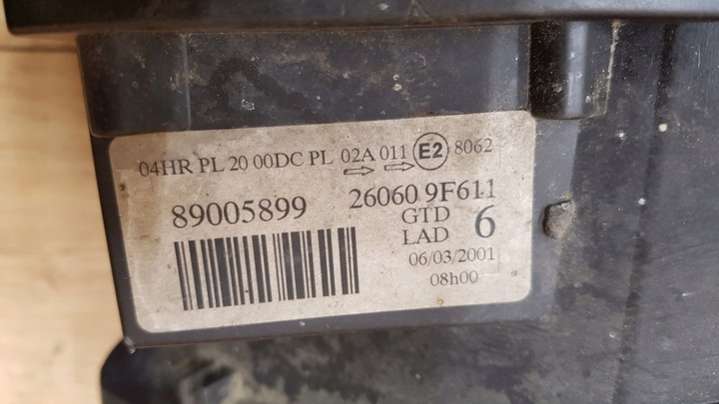 04HR PL 20 00DC PL 02A 011 E2 8062
89005899 26060 9F611
GTD 6
LAD
06/03/2001
08h00